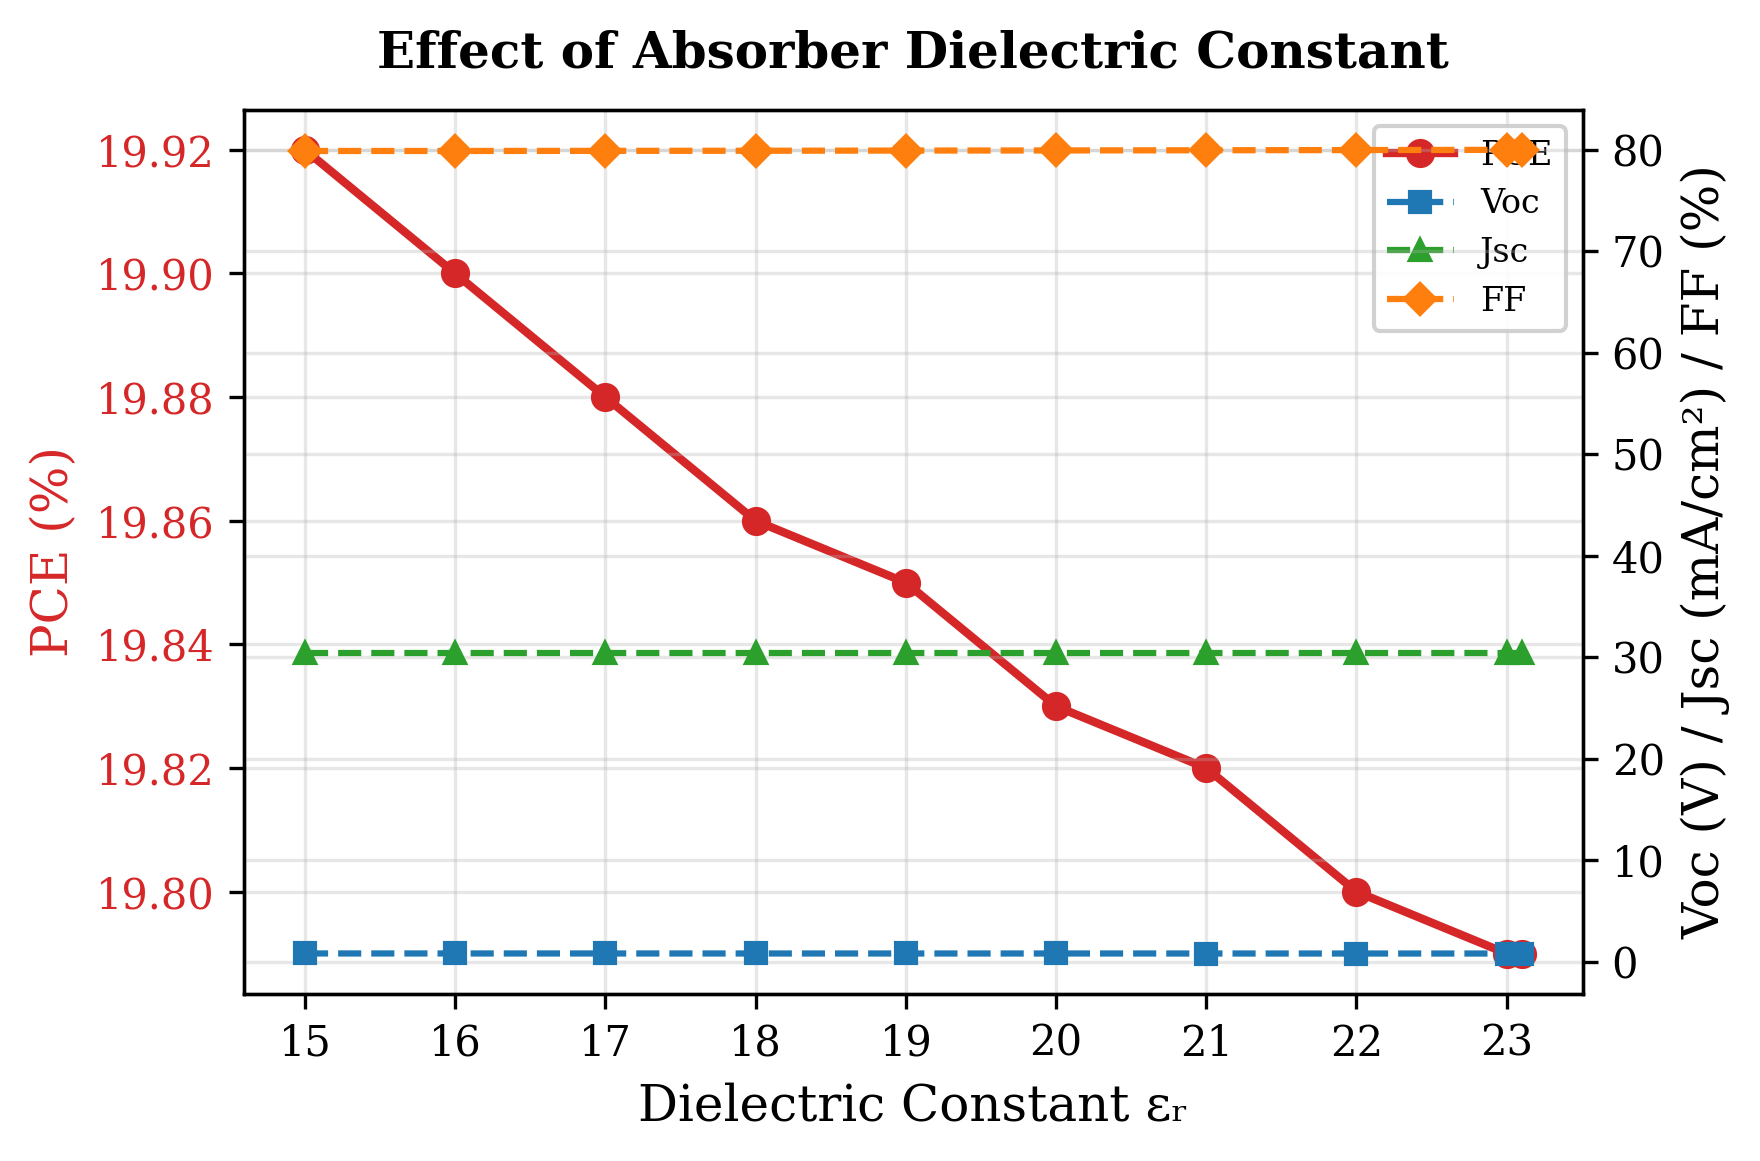 Effect of Absorber Dielectric Constant
PCE (%)
19.92
19.90
19.88
19.86
19.84
19.82
19.80
PCE
Voc
Jsc
FF
80
70
60
50
40
30
20
10
0
Voc (V) / Jsc (mA/cm²) / FF (%)
15 16 17 18 19 20 21 22 23
Dielectric Constant εᵣ